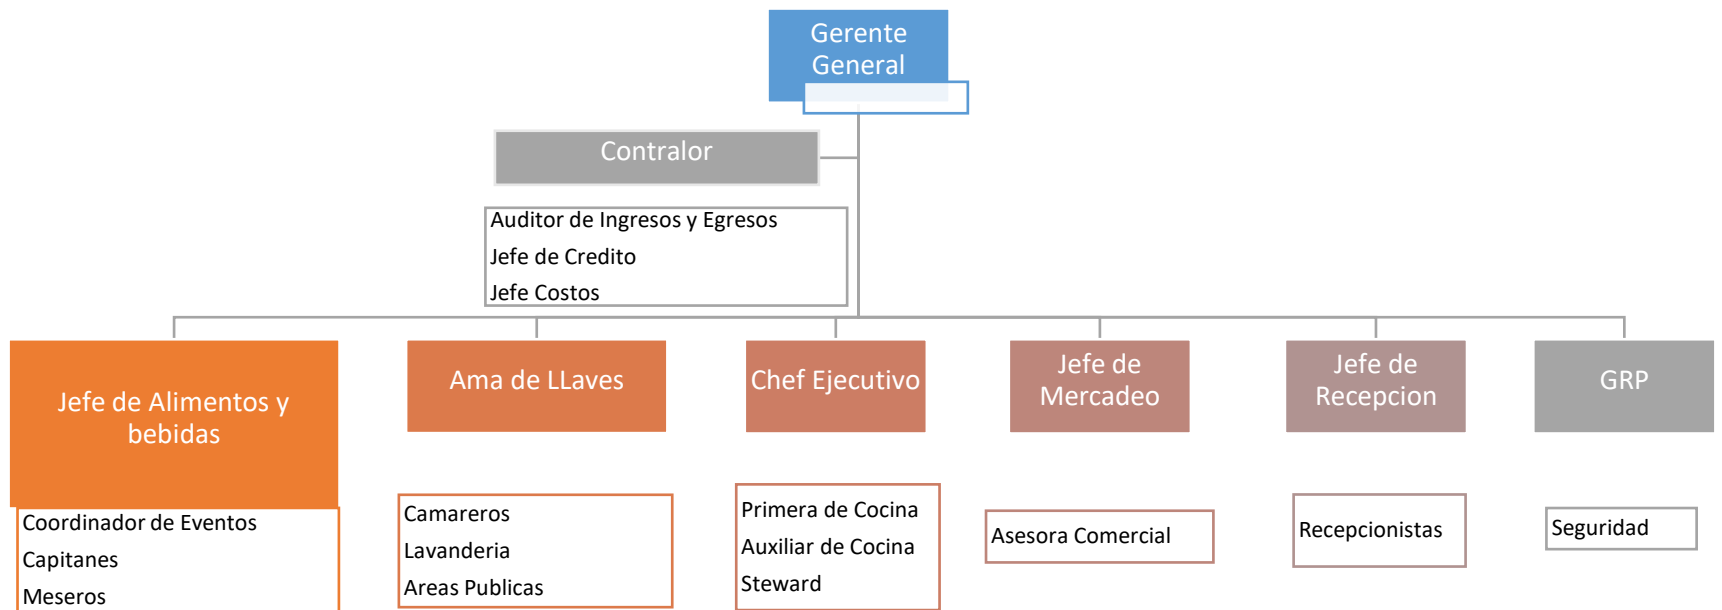 Gerente
General
Contralor
Auditor de Ingresos y Egresos
Jefe de Credito
Jefe Costos
Jefe de Alimentos y
bebidas
Coordinador de Eventos
Capitanes
Meseros
Ama de LLaves
Camareros
Lavanderia
Areas Publicas
Chef Ejecutivo
Primera de Cocina
Auxiliar de Cocina
Steward
Jefe de
Mercadeo
Asesora Comercial
Jefe de
Recepcion
Recepcionistas
GRP
Seguridad